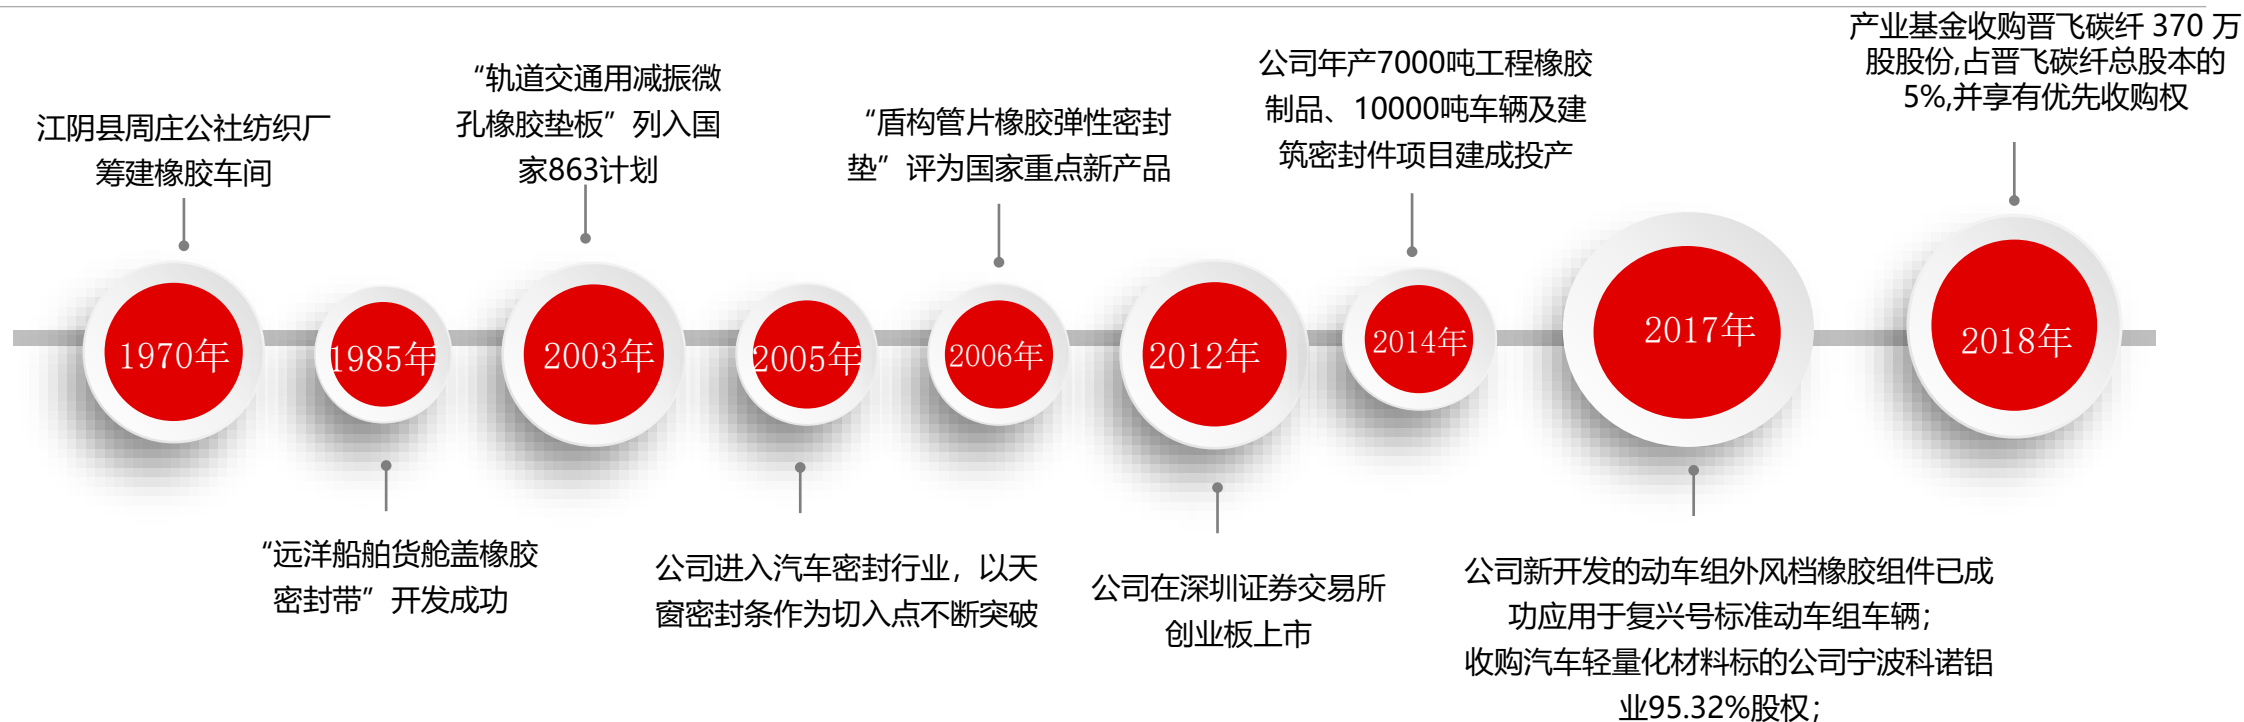 江阴县周庄公社纺织厂
筹建橡胶车间
1970年
1985年
“远洋船舶货舱盖橡胶
密封带”开发成功
“轨道交通用减振微
孔橡胶垫板”列入国
家863计划
2003年
2005年
公司进入汽车密封行业，以天
窗密封条作为切入点不断突破
“盾构管片橡胶弹性密封
垫”评为国家重点新产品
2006年
2012年
公司在深圳证券交易所
创业板上市
公司年产7000吨工程橡胶
制品、10000吨车辆及建
筑密封件项目建成投产
2014年
2017年
公司新开发的动车组外风档橡胶组件已成
功应用于复兴号标准动车组车辆；
收购汽车轻量化材料标的公司宁波科诺铝
业95.32%股权；
产业基金收购晋飞碳纤 370 万
股股份,占晋飞碳纤总股本的
5%,并享有优先收购权
2018年